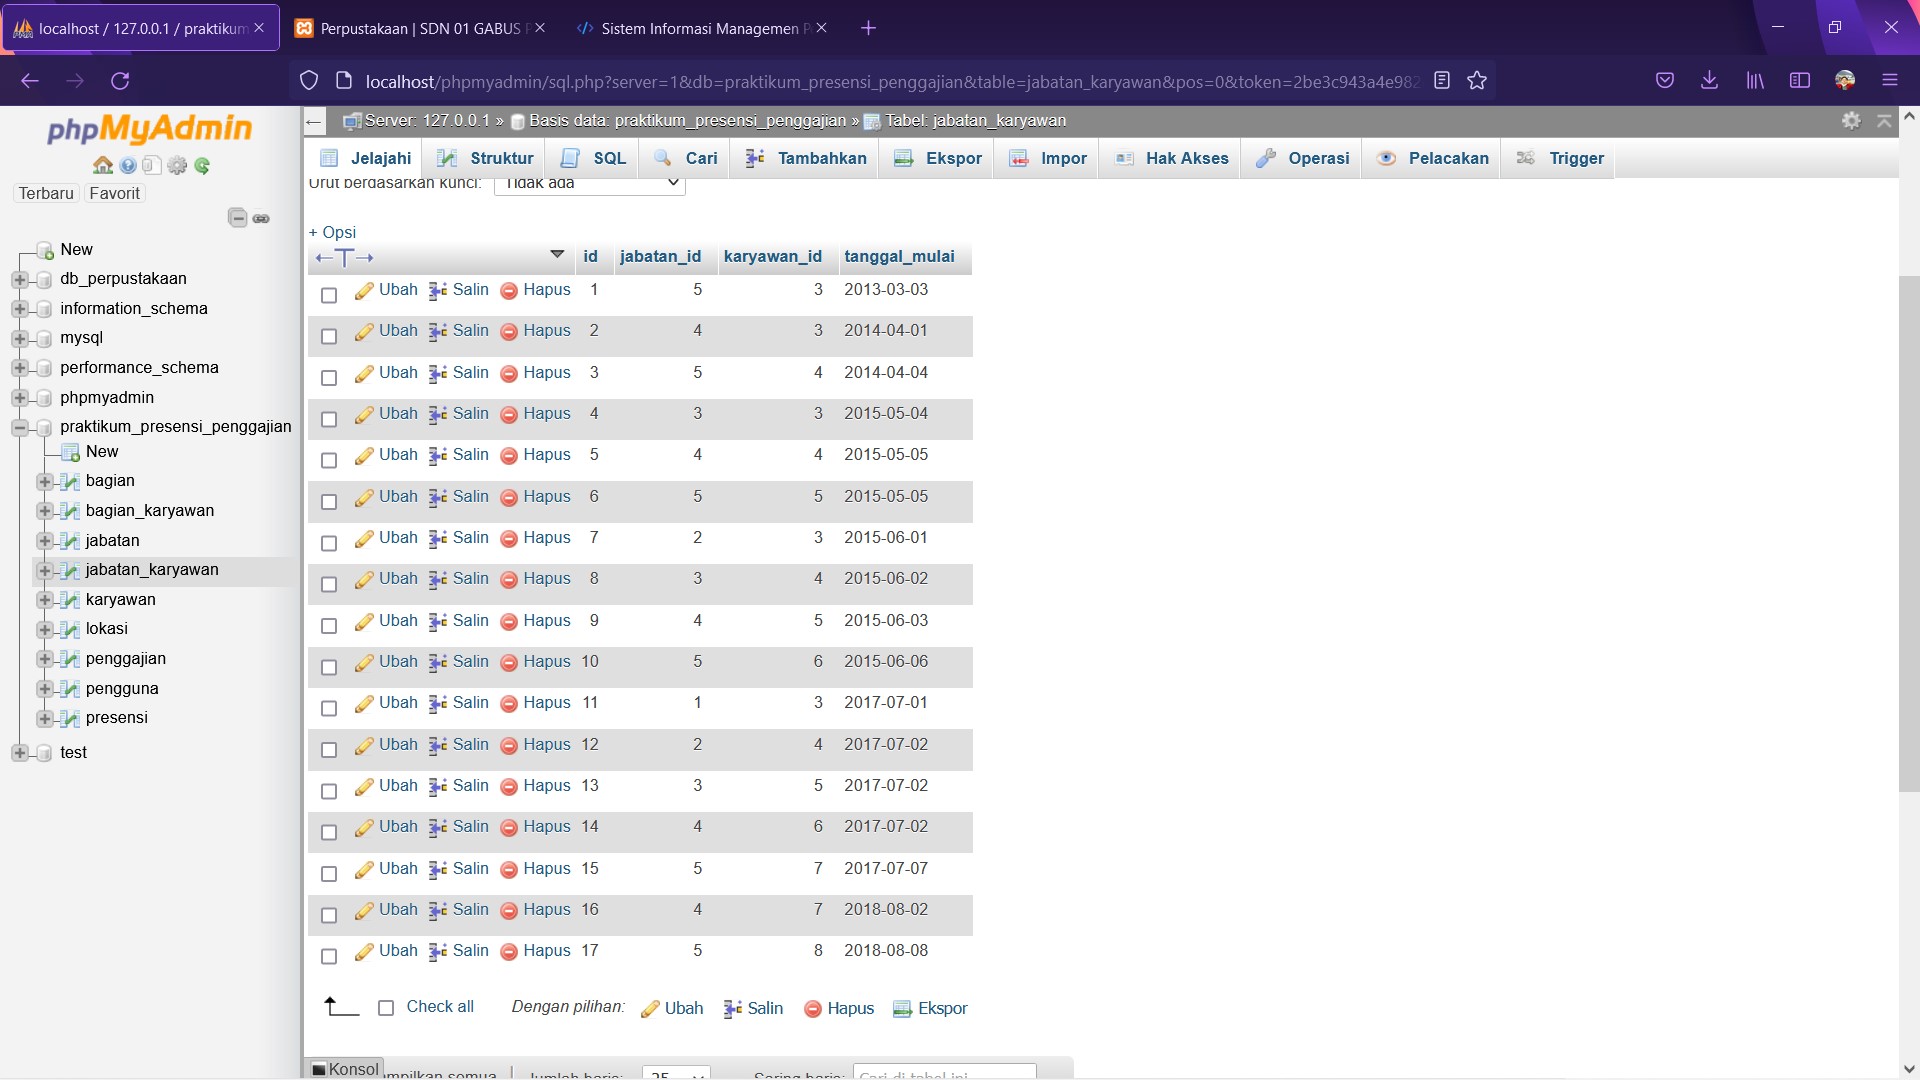 localhost / 127.0.0.1 / praktikum
Perpustakaan | SDN 01 GABUS
Sistem Informasi Managemen
localhost/phpmyadmin/sql.php?server=1&db=praktikum_presensi_penggajian&table=jabatan_karyawan&pos=0&token=2be3c943a4e982
phpMyAdmin
Terbaru Favorit
New
db_perpustakaan
information_schema
mysql
performance_schema
phpmyadmin
praktikum_presensi_penggajian
New
bagian
bagian_karyawan
jabatan
jabatan_karyawan
karyawan
lokasi
penggajian
pengguna
presensi
test
Server: 127.0.0.1 » Basis data: praktikum_presensi_penggajian » Tabel: jabatan_karyawan
Jelajahi Struktur SQL Cari Tambahkan Ekspor Impor Hak Akses Operasi Pelacakan Trigger
Urut berdasarkan kunci: Tidak ada
+ Opsi
←T→ id jabatan_id karyawan_id tanggal_mulai
Ubah Salin Hapus 1 5 3 2013-03-03
Ubah Salin Hapus 2 4 3 2014-04-01
Ubah Salin Hapus 3 5 4 2014-04-04
Ubah Salin Hapus 4 3 3 2015-05-04
Ubah Salin Hapus 5 4 4 2015-05-05
Ubah Salin Hapus 6 5 5 2015-05-05
Ubah Salin Hapus 7 2 3 2015-06-01
Ubah Salin Hapus 8 3 4 2015-06-02
Ubah Salin Hapus 9 4 5 2015-06-03
Ubah Salin Hapus 10 5 6 2015-06-06
Ubah Salin Hapus 11 1 3 2017-07-01
Ubah Salin Hapus 12 2 4 2017-07-02
Ubah Salin Hapus 13 3 5 2017-07-02
Ubah Salin Hapus 14 4 6 2017-07-02
Ubah Salin Hapus 15 5 7 2017-07-07
Ubah Salin Hapus 16 4 7 2018-08-02
Ubah Salin Hapus 17 5 8 2018-08-08
Check all Dengan pilihan: Ubah Salin Hapus Ekspor
Konsol
mpilkan semua Jumlah baris: 25 Saring baris: Cari di tabel ini